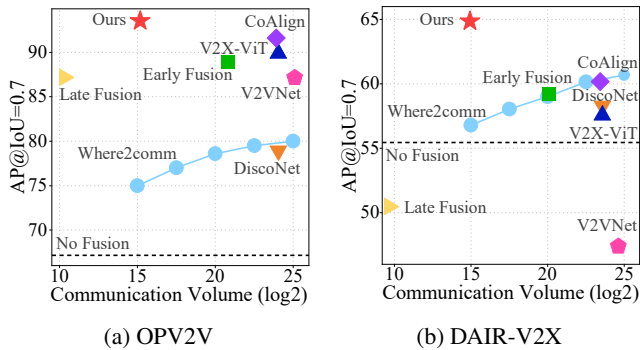 Ours
CoAlign
V2X-ViT
Early Fusion
Late Fusion
V2VNet
Where2comm
DiscoNet
No Fusion
AP@IoU=0.7
90
85
80
75
70
10
15
20
25
Communication Volume (log2)
(a) OPV2V
Ours
CoAlign
Early Fusion
DiscoNet
Where2comm
V2X-ViT
No Fusion
Late Fusion
V2VNet
AP@IoU=0.7
65
60
55
50
10
15
20
25
Communication Volume (log2)
(b) DAIR-V2X